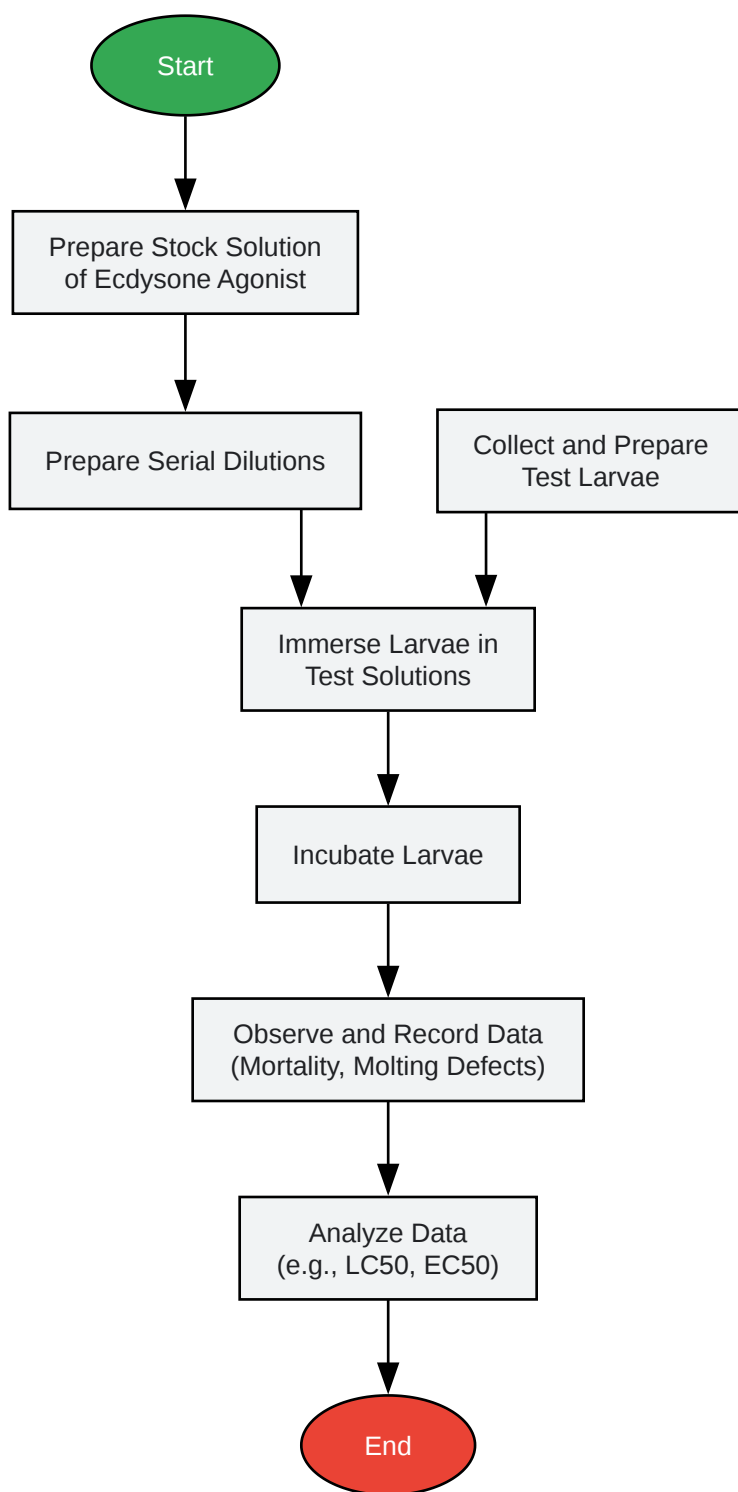 Start
Prepare Stock Solution
of Ecdysone Agonist
Prepare Serial Dilutions
Collect and Prepare
Test Larvae
Immerse Larvae in
Test Solutions
Incubate Larvae
Observe and Record Data
(Mortality, Molting Defects)
Analyze Data
(e.g., LC50, EC50)
End